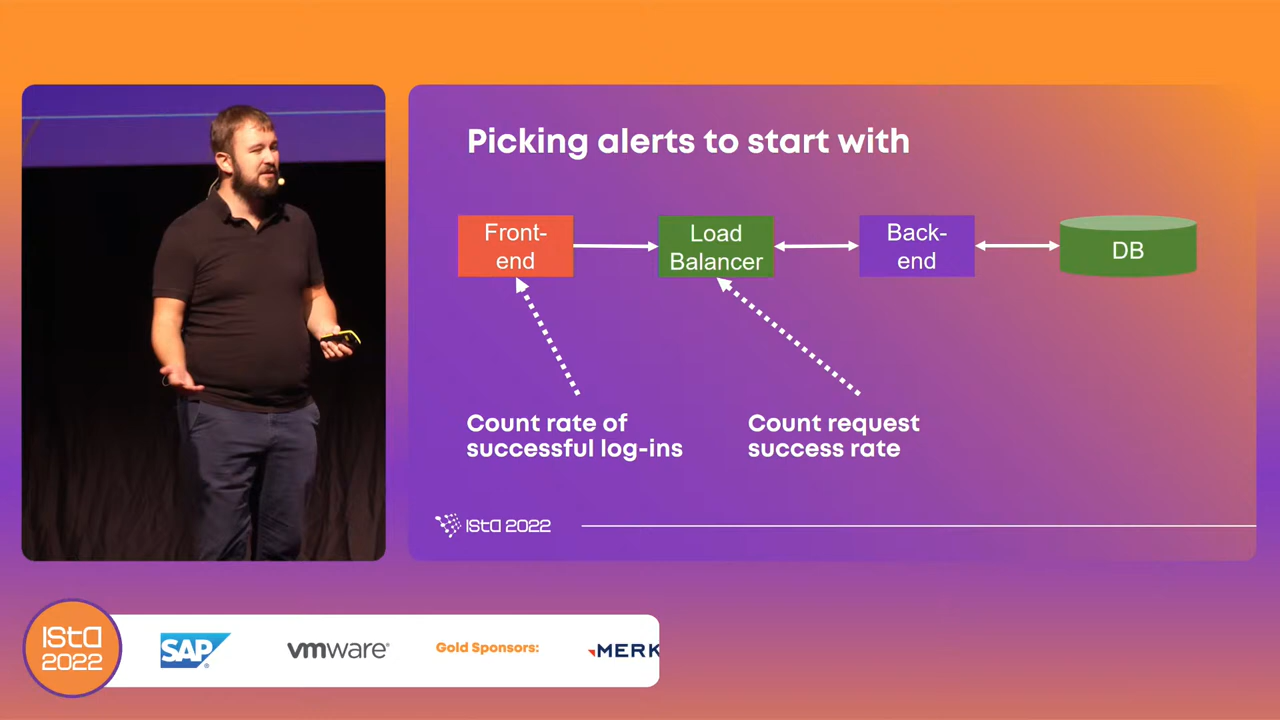 Picking alerts to start with
Front-
end
Load
Balancer
Back-
end
DB
Count rate of
successful log-ins
Count request
success rate
ISTA 2022
ISTA
2022
SAP
vmware
Gold Sponsors:
MERK